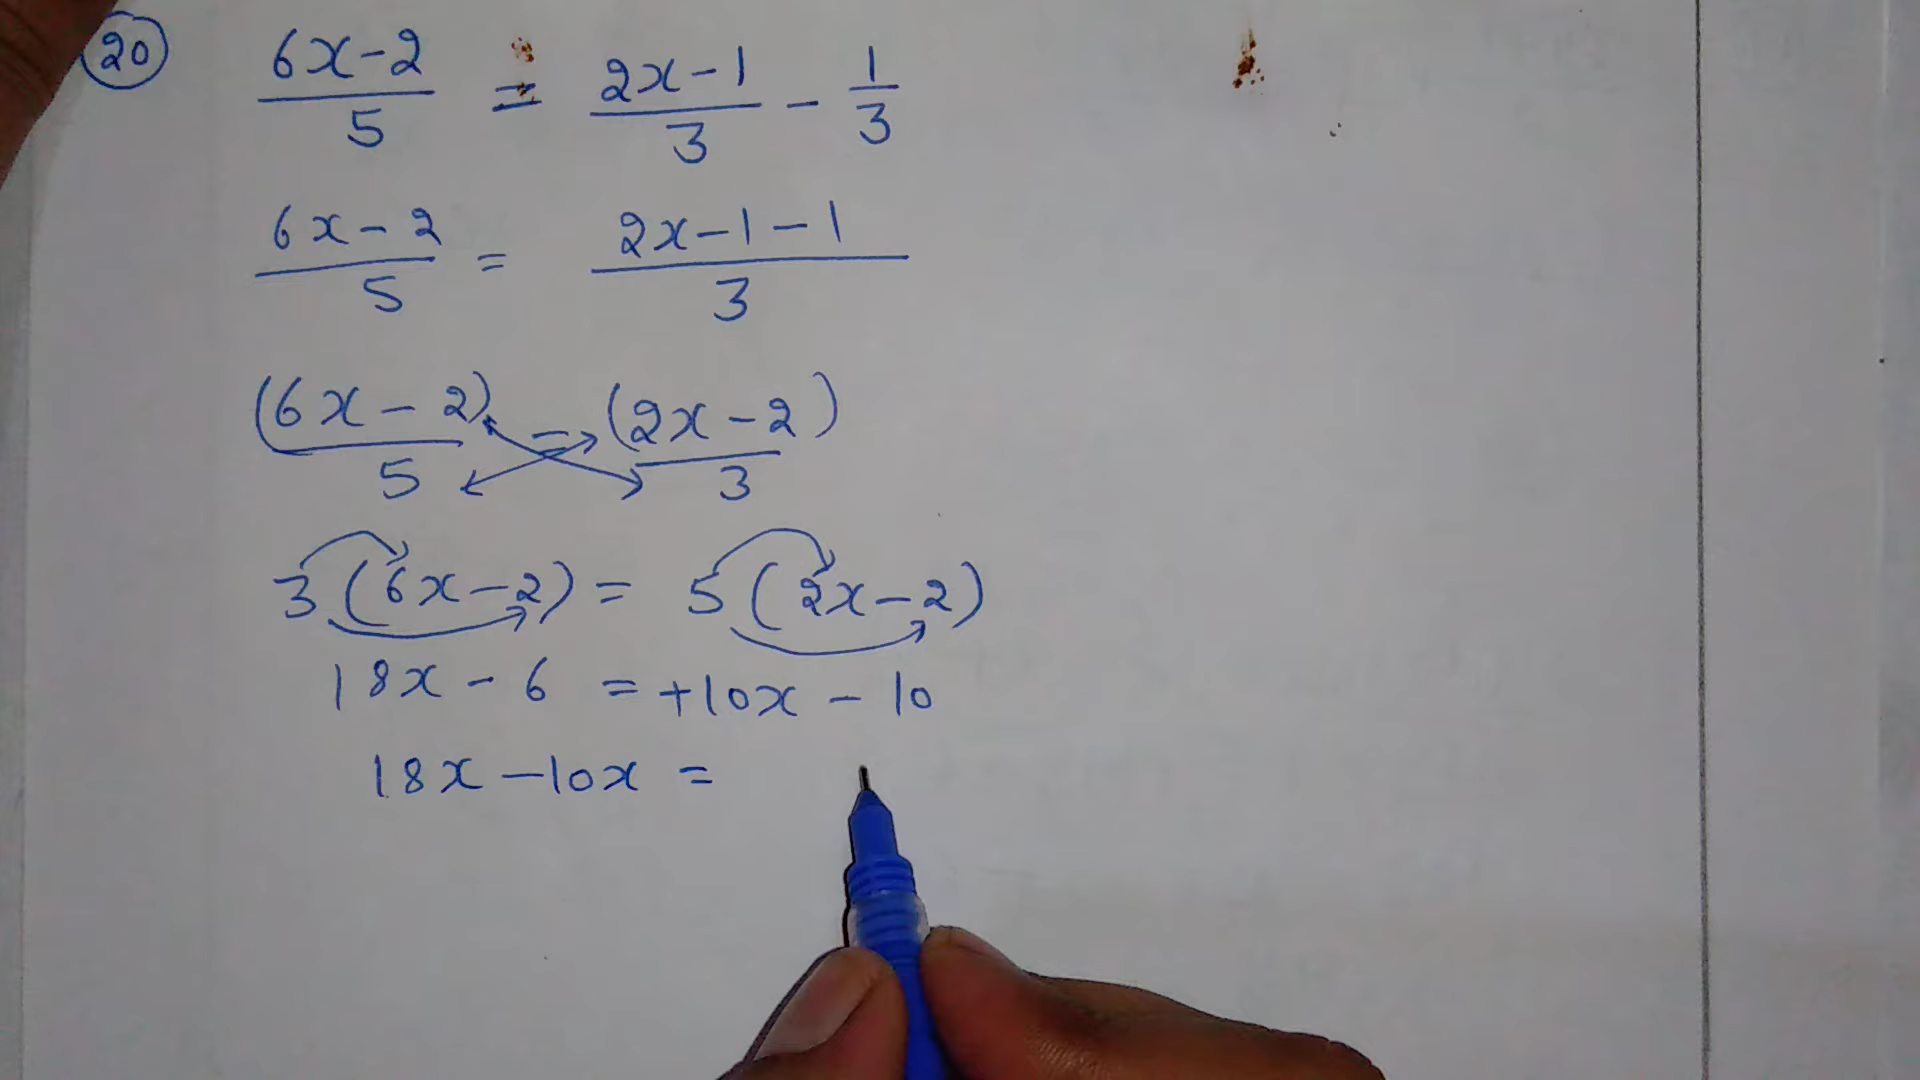 20 (6x-2)/5 = (2x-1)/3 - 1/3
(6x-2)/5 = (2x-1-1)/3
(6x-2)/5 = (2x-2)/3
3(6x-2) = 5(2x-2)
18x-6 = +10x-10
18x-10x =